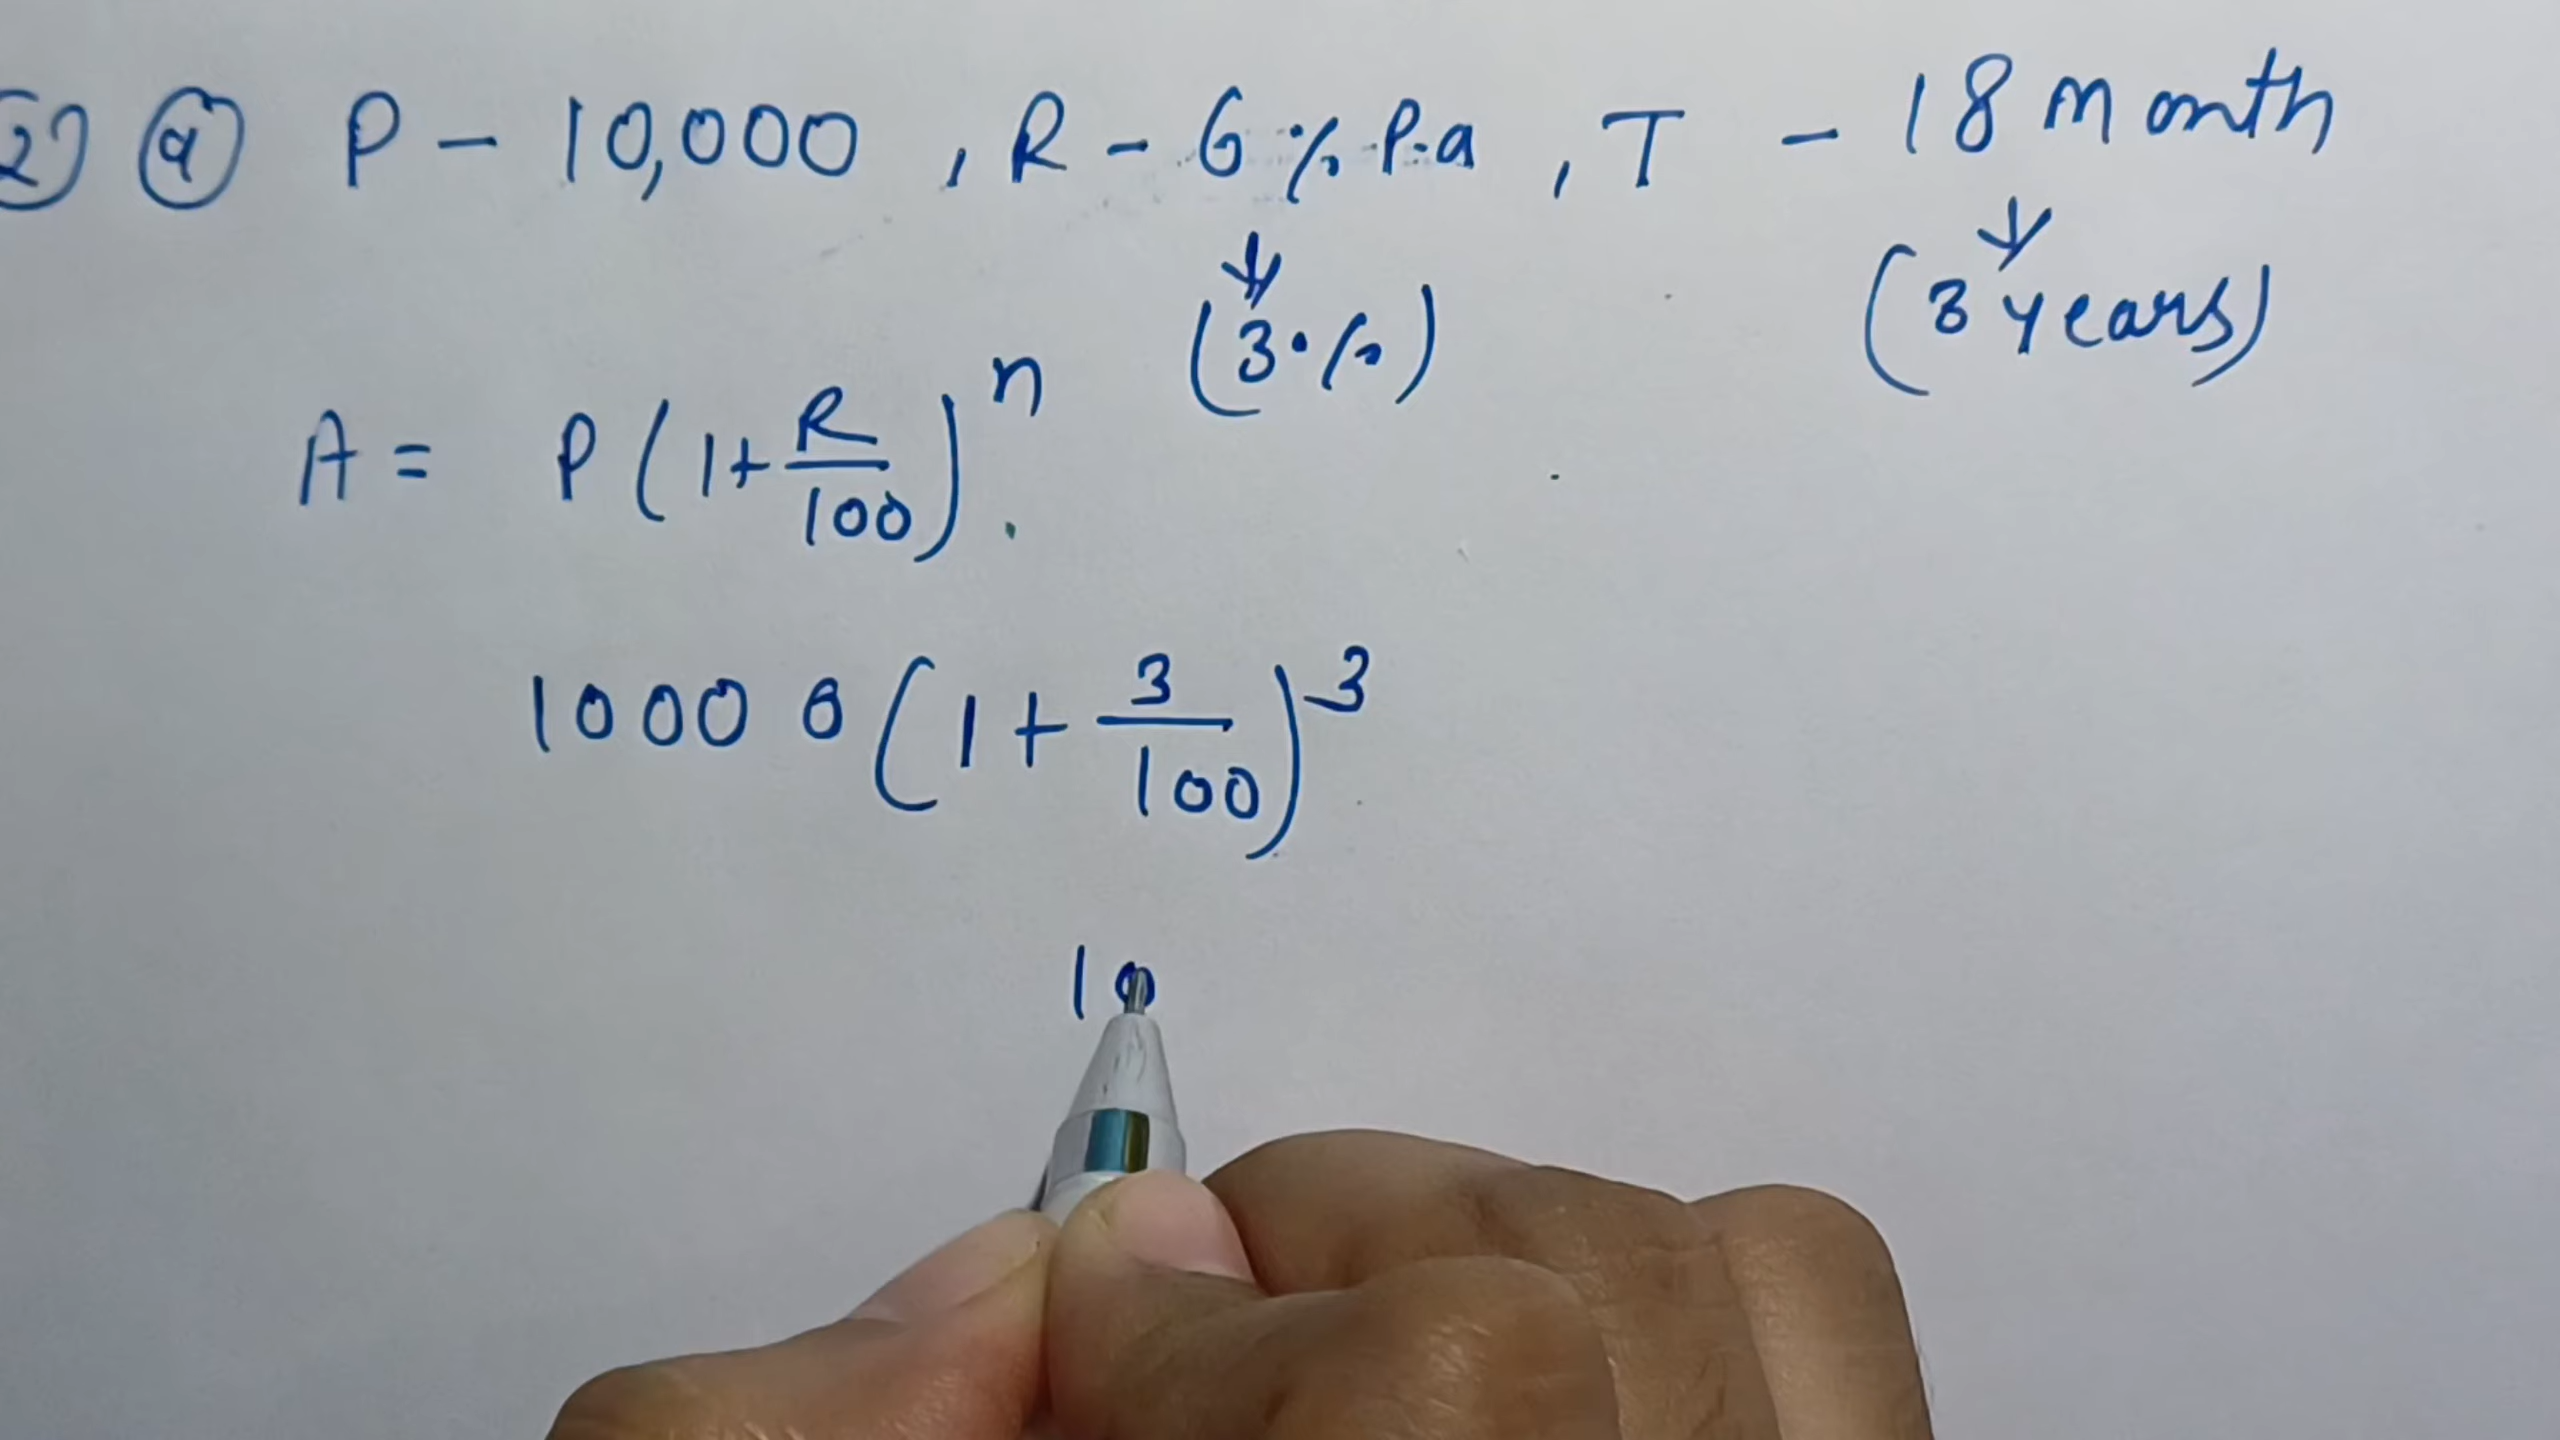 2) (a) P - 10,000 , R - 6% P.a , T - 18 month
↓ ↓
(3%) (3 years)
A = P(1+R/100)^n .
10000(1+3/100)^3
10